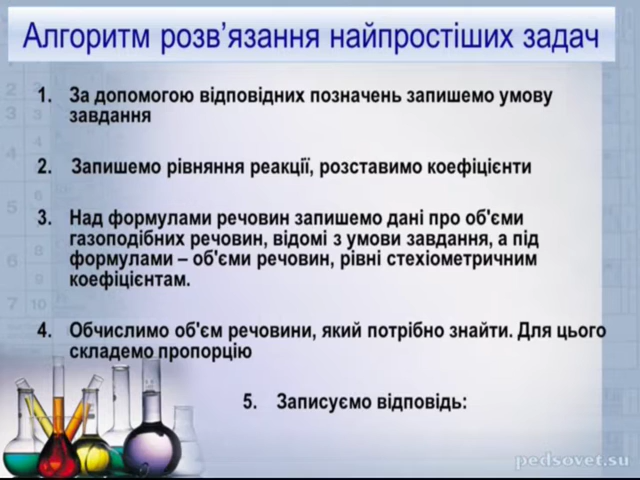 Алгоритм розв’язання найпростіших задач
1. За допомогою відповідних позначень запишемо умову
завдання
2. Запишемо рівняння реакції, розставимо коефіцієнти
3. Над формулами речовин запишемо дані про об'єми
газоподібних речовин, відомі з умови завдання, а під
формулами – об'єми речовин, рівні стехіометричним
коефіцієнтам.
4. Обчислимо об'єм речовини, який потрібно знайти. Для цього
складемо пропорцію
5. Записуємо відповідь:
pedsovet.su